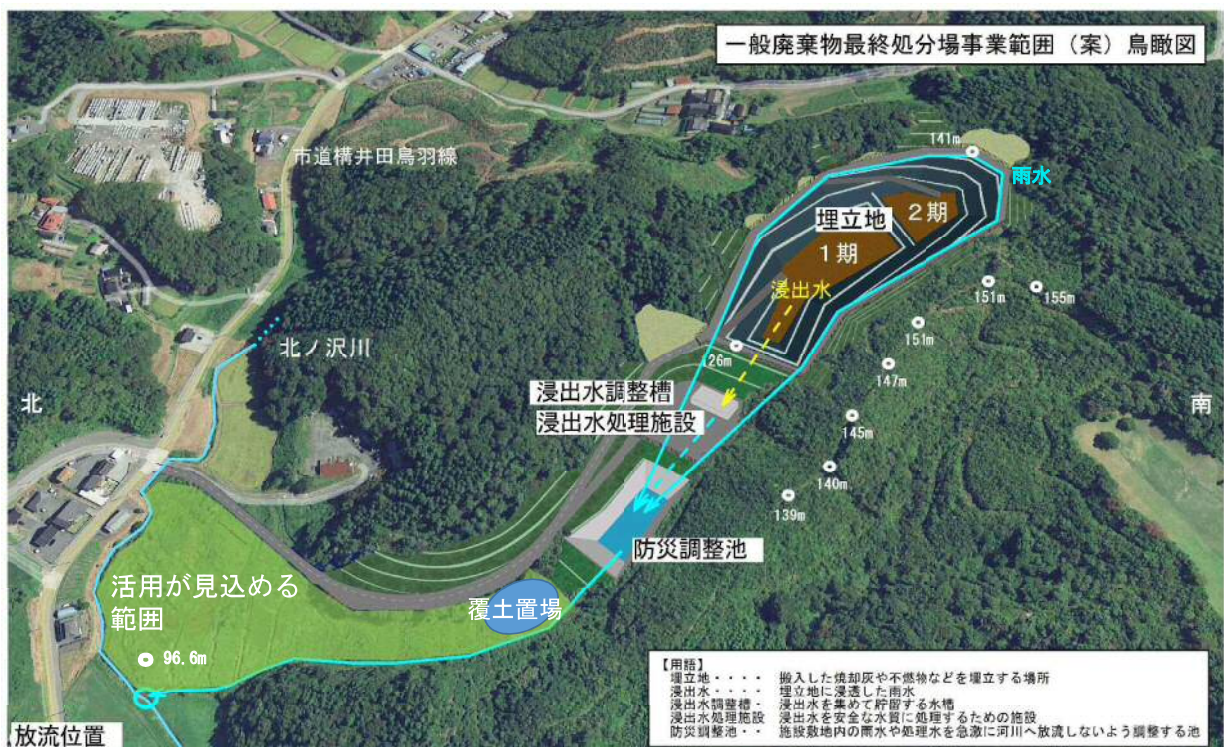 一般廃棄物最終処分場事業範囲（案）鳥瞰図
141m
雨水
市道横井田鳥羽線
２期
埋立地
１期
浸出水
151m
155m
151m
北ノ沢川
126m
147m
浸出水調整槽
北
南
浸出水処理施設
145m
140m
139m
防災調整池
活用が見込める
範囲
覆土置場
96.6m
放流位置
【用語】
埋立地・・・・　搬入した焼却灰や不燃物などを埋立する場所
浸出水・・・・　埋立地に浸透した雨水
浸出水調整槽・　浸出水を集めて貯留する水槽
浸出水処理施設　浸出水を安全な水質に処理するための施設
防災調整池・・　施設敷地内の雨水や処理水を急激に河川へ放流しないよう調整する池